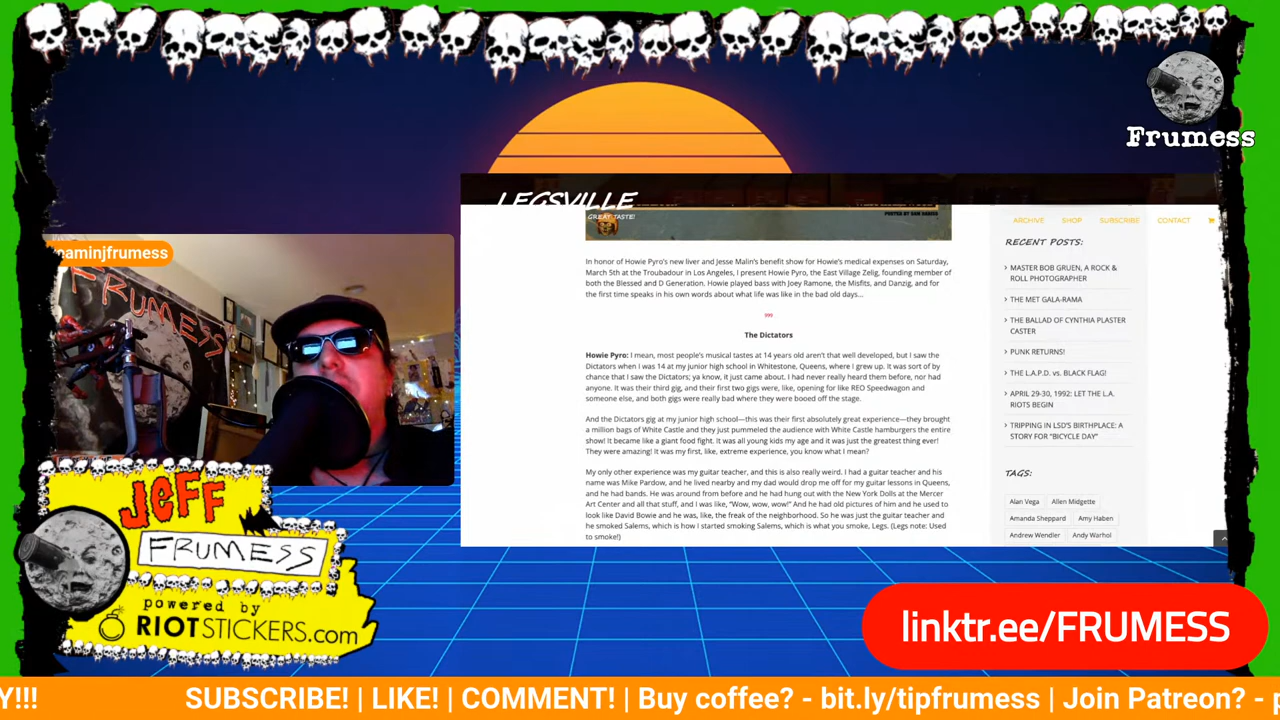 Frumess
LEGSVILLE
GREAT TASTE!
ARCHIVE
SHOP
SUBSCRIBE
CONTACT
eaminjfrumess
FRUMESS
In honor of Howie Pyro's new liver and Jesse Malin's benefit show for Howie's medical expenses on Saturday,
March 5th at the Troubadour in Los Angeles, I present Howie Pyro, the East Village Zelig, founding member of
both the Blessed and D Generation. Howie played bass with Joey Ramone, the Misfits, and Danzig, and for
the first time speaks in his own words about what life was like in the bad old days…
The Dictators
Howie Pyro: I mean, most people's musical tastes at 14 years old aren't that well developed, but I saw the
Dictators when I was 14 at my junior high school in Whitestone, Queens, where I grew up. It was sort of by
chance that I saw the Dictators; ya know, it just came about. I had never really heard them before, nor had
anyone. It was their third gig, and their first two gigs were, like, opening for like REO Speedwagon and
someone else, and both gigs were really bad where they were booed off the stage.
And the Dictators gig at my junior high school—this was their first absolutely great experience—they brought
a million bags of White Castle and they just pummeled the audience with White Castle hamburgers the entire
show! It became like a giant food fight. It was all young kids my age and it was just the greatest thing ever!
They were amazing! It was my first, like, extreme experience, you know what I mean?
My only other experience was my guitar teacher, and this is also really weird. I had a guitar teacher and his
name was Mike Pardow, and he lived nearby and my dad would drop me off for my guitar lessons in Queens,
and he had bands. He was around from before and he had hung out with the New York Dolls at the Mercer
Art Center and all that stuff, and I was like, "Wow, wow, wow!" And he had old pictures of him and he used to
look like David Bowie and he was, like, the freak of the neighborhood. So he was just the guitar teacher and
he smoked Salems, which is how I started smoking Salems, which is what you smoke, Legs. (Legs note: Used
to smoke!)
RECENT POSTS:
MASTER BOB GRUEN, A ROCK &
ROLL PHOTOGRAPHER
THE MET GALA-RAMA
THE BALLAD OF CYNTHIA PLASTER
CASTER
PUNK RETURNS!
THE L.A.P.D. vs. BLACK FLAG!
APRIL 29-30, 1992: LET THE L.A.
RIOTS BEGIN
TRIPPING IN LSD'S BIRTHPLACE: A
STORY FOR "BICYCLE DAY"
TAGS:
Alan Vega
Allen Midgette
Amanda Sheppard
Amy Haben
Andrew Wendler
Andy Warhol
JEFF
FRUMESS
powered by
RIOTSTICKERS.com
linktr.ee/FRUMESS
Y!!! SUBSCRIBE! | LIKE! | COMMENT! | Buy coffee? - bit.ly/tipfrumess | Join Patreon? - p